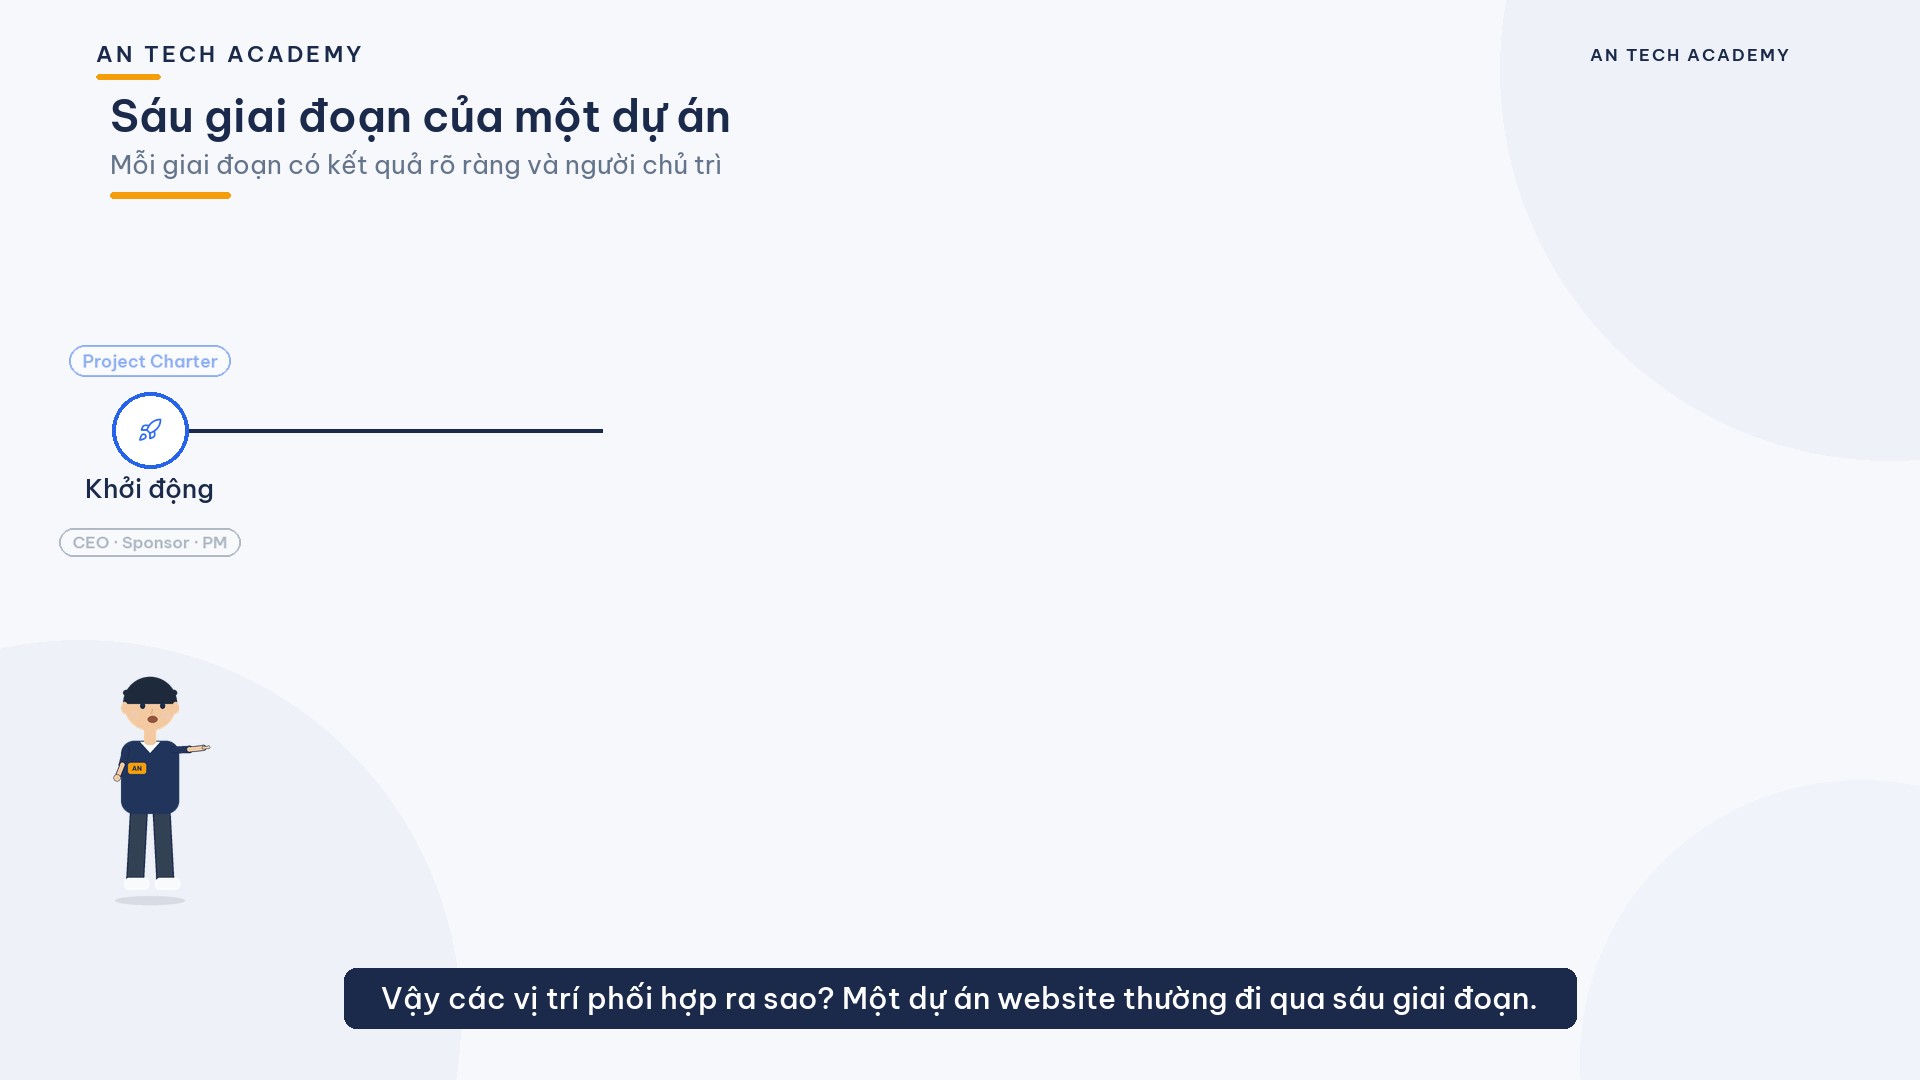 AN TECH ACADEMY
AN TECH ACADEMY
Sáu giai đoạn của một dự án
Mỗi giai đoạn có kết quả rõ ràng và người chủ trì
Project Charter
Khởi động
CEO · Sponsor · PM
AN
Vậy các vị trí phối hợp ra sao? Một dự án website thường đi qua sáu giai đoạn.